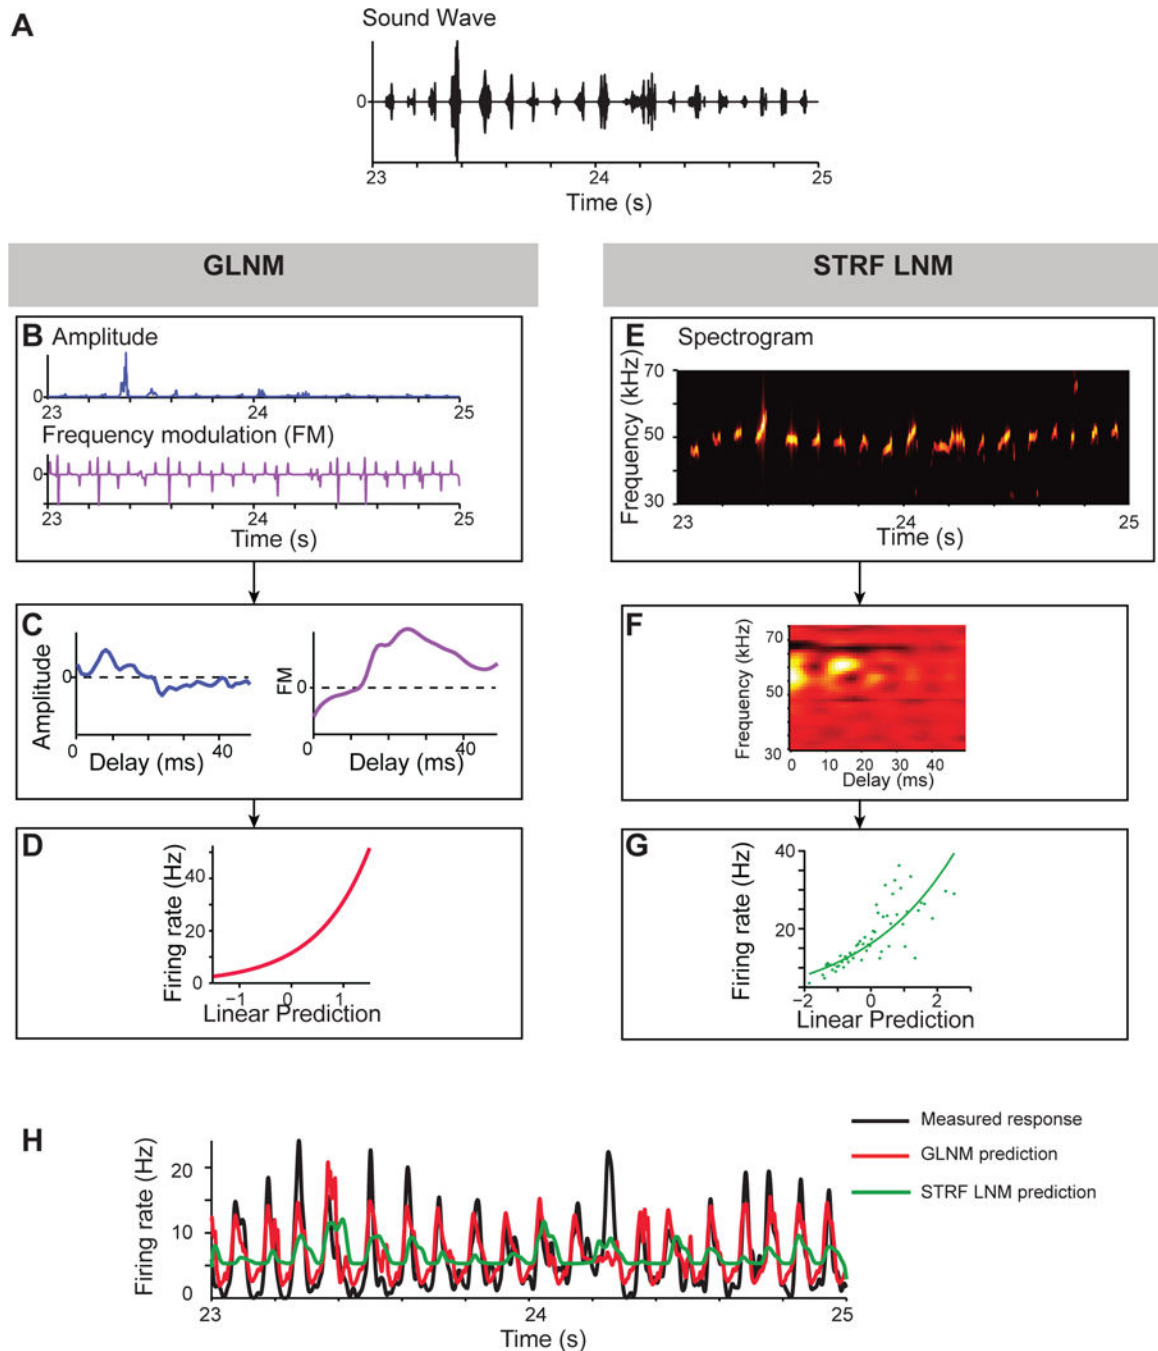 A
Sound Wave
0
23 24 25
Time (s)
GLNM
STRF LNM
B Amplitude
0
23 24 25
Frequency modulation (FM)
0
23 24 25
Time (s)
E Spectrogram
Frequency (kHz)
70
50
30
23 24 25
Time (s)
C
Amplitude
0
0 40
Delay (ms)
FM
0
0 40
Delay (ms)
F
Frequency (kHz)
70
50
30
0 10 20 30 40
Delay (ms)
D
Firing rate (Hz)
40
20
0
−1 0 1
Linear Prediction
G
Firing rate (Hz)
40
20
−2 0 2
Linear Prediction
H
Firing rate (Hz)
20
10
0
23 24 25
Time (s)
Measured response
GLNM prediction
STRF LNM prediction